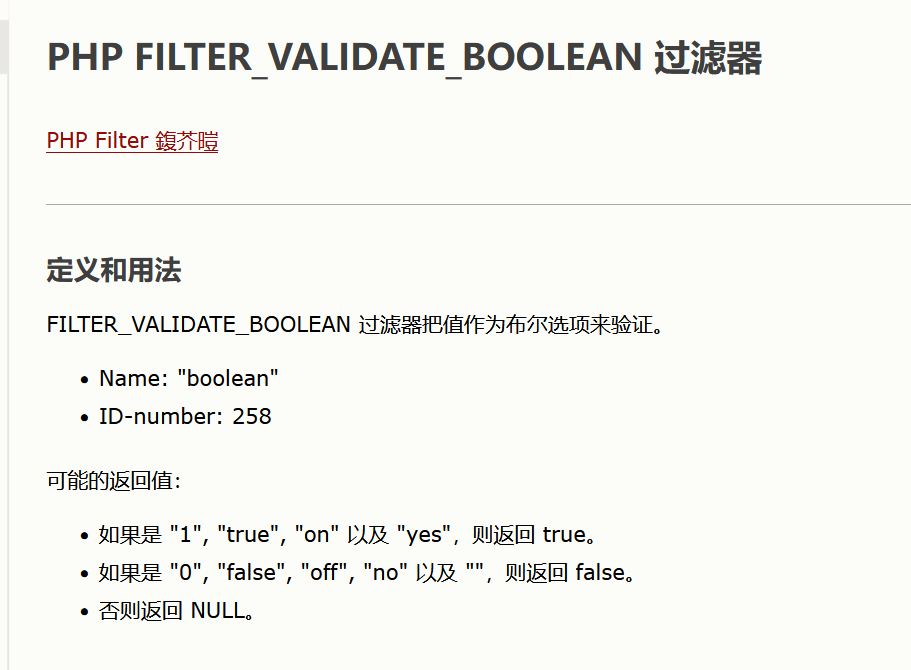 PHP FILTER_VALIDATE_BOOLEAN 过滤器
PHP Filter 鍑芥暟
定义和用法
FILTER_VALIDATE_BOOLEAN 过滤器把值作为布尔选项来验证。
Name: "boolean"
ID-number: 258
可能的返回值：
如果是 "1", "true", "on" 以及 "yes"，则返回 true。
如果是 "0", "false", "off", "no" 以及 ""，则返回 false。
否则返回 NULL。